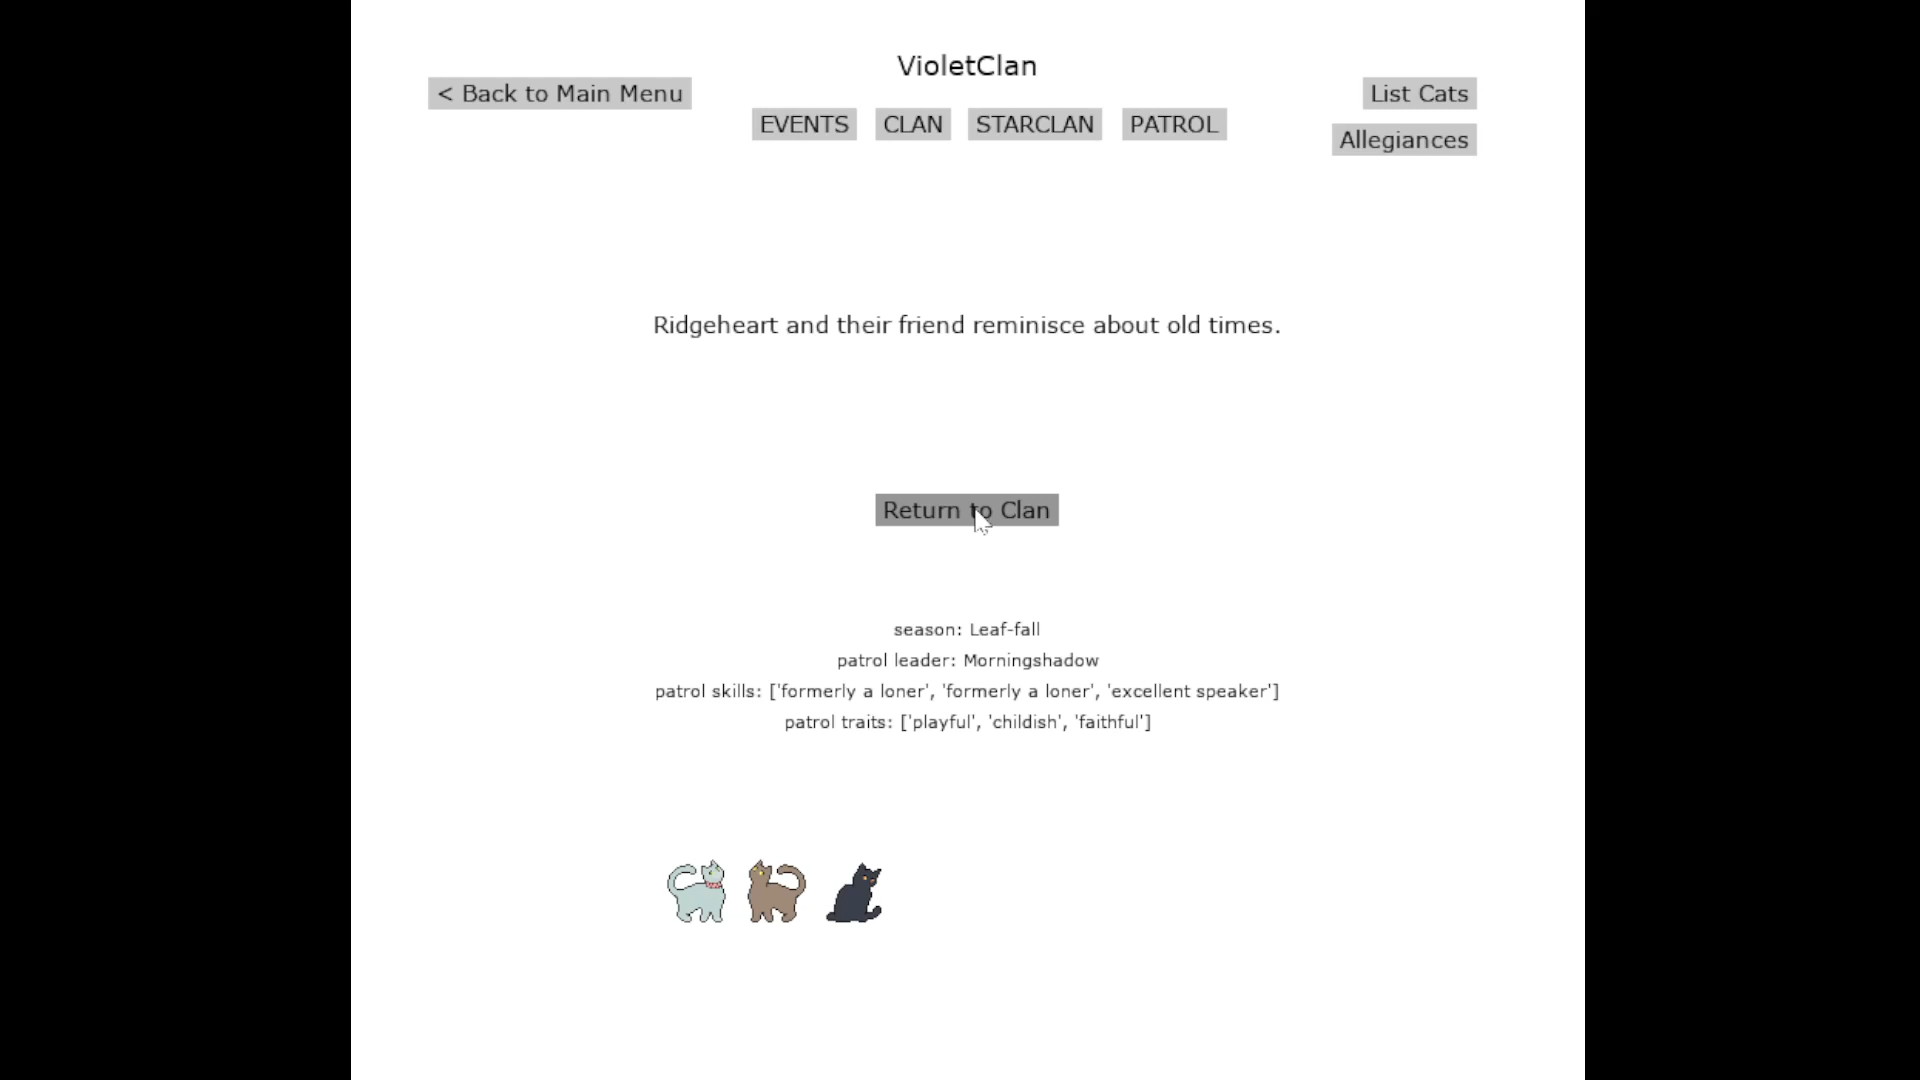 VioletClan
< Back to Main Menu
List Cats
EVENTS CLAN STARCLAN PATROL
Allegiances
Ridgeheart and their friend reminisce about old times.
Return to Clan
season: Leaf-fall
patrol leader: Morningshadow
patrol skills: ['formerly a loner', 'formerly a loner', 'excellent speaker']
patrol traits: ['playful', 'childish', 'faithful']